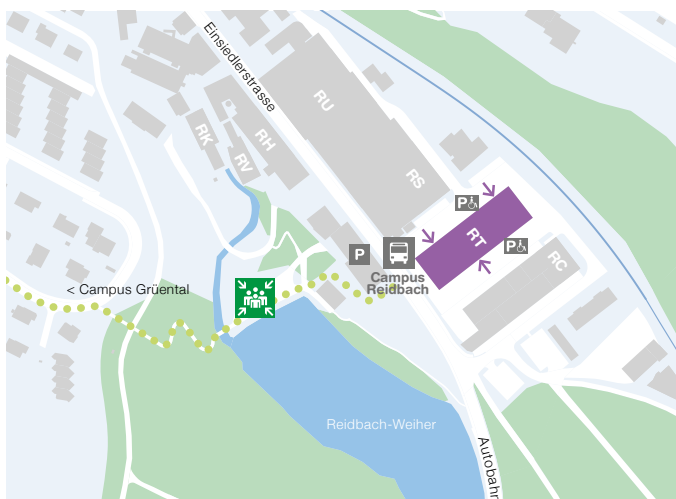 Einsiedlerstrasse
RU
RK
RV
RH
RS
P
RT
P
RC
P
Campus
Reidbach
< Campus Grüental
Reidbach-Weiher
Autobahn